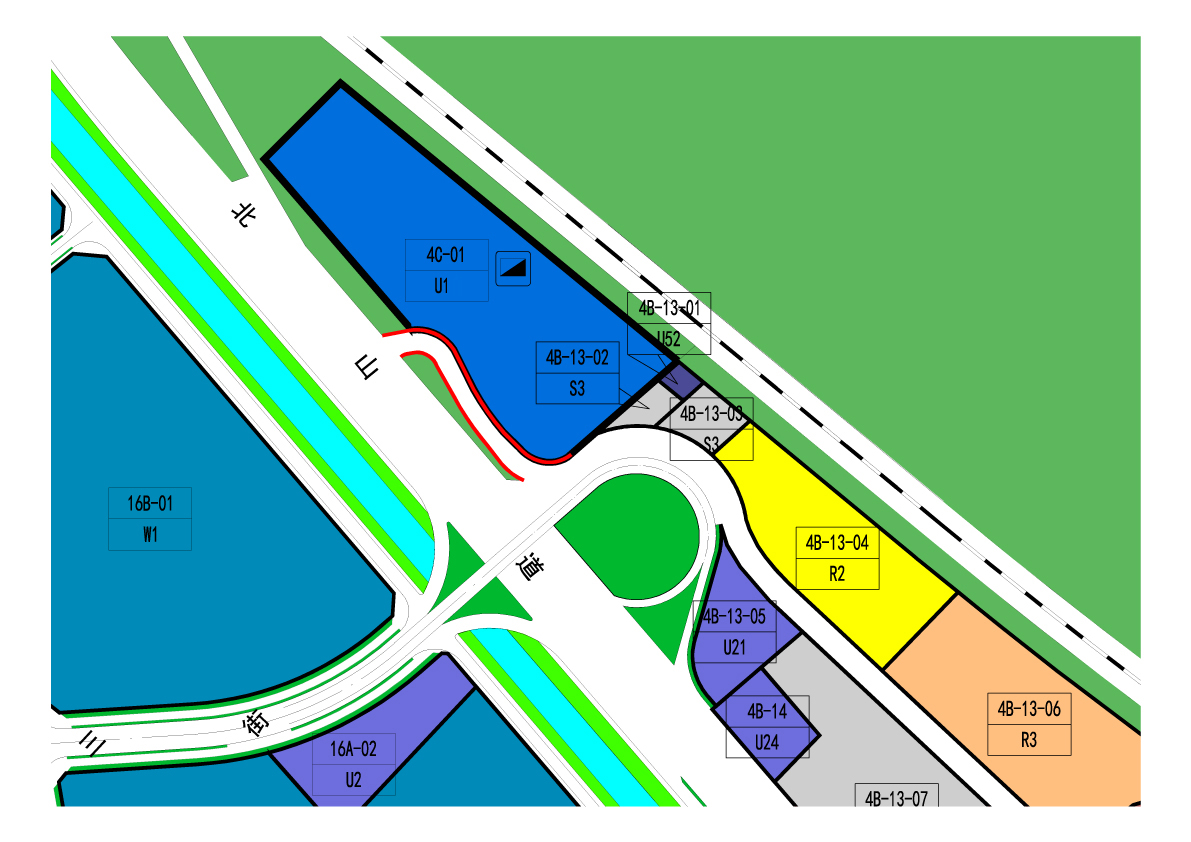 北
山
道
三
街
4C-01
U1
4B-13-01
U52
4B-13-02
S3
4B-13-03
S3
16B-01
W1
4B-13-04
R2
4B-13-05
U21
4B-14
U24
4B-13-06
R3
16A-02
U2
4B-13-07